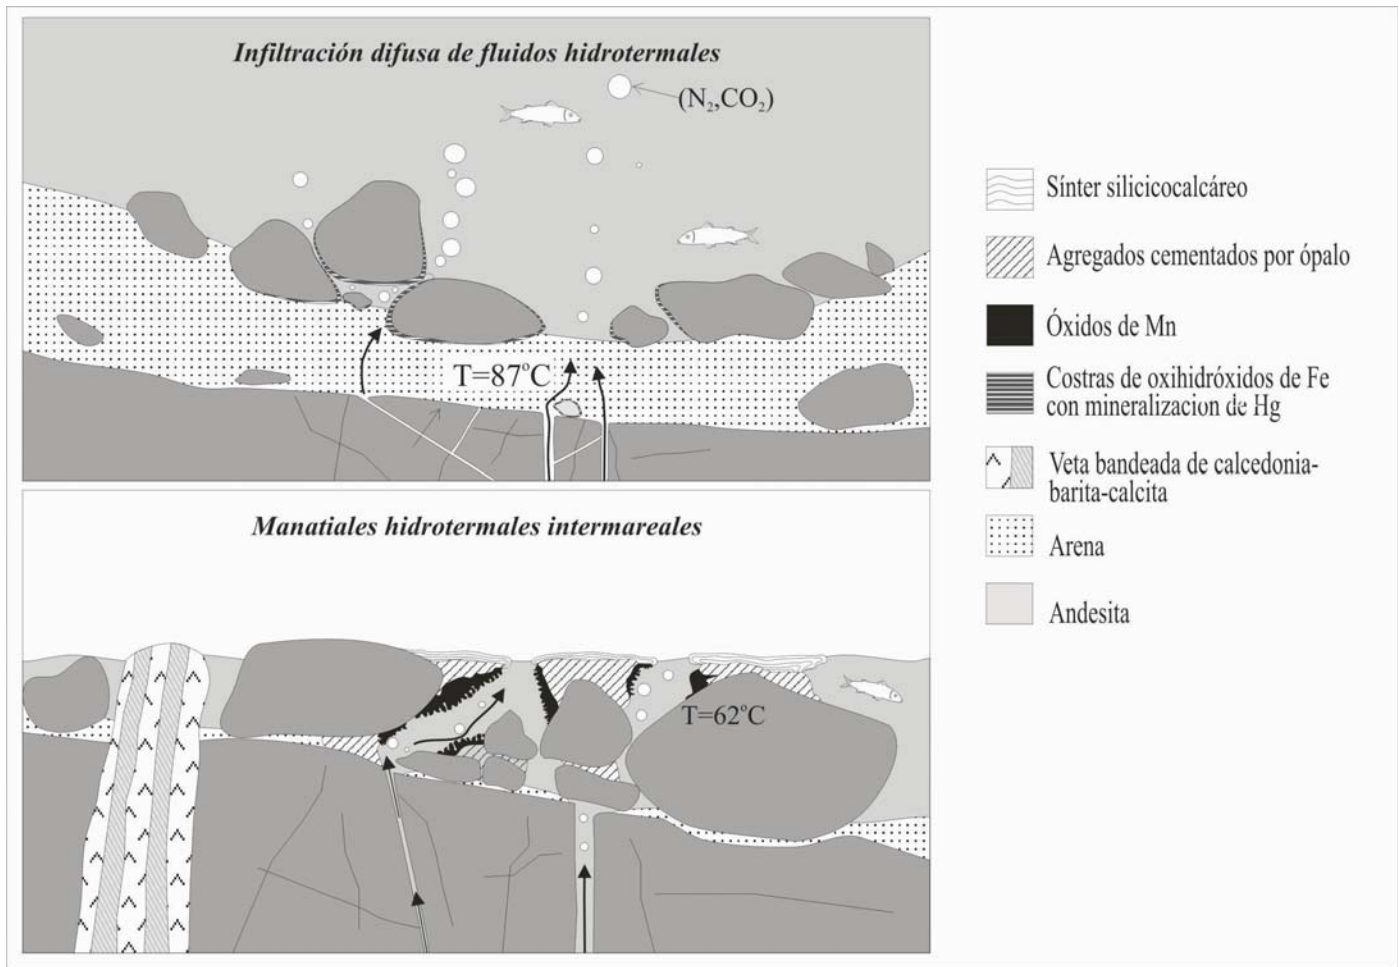 Infiltración difusa de fluidos hidrotermales
(N₂,CO₂)
T=87°C
Manatiales hidrotermales intermareales
T=62°C
Sínter silicicocalcáreo
Agregados cementados por ópalo
Óxidos de Mn
Costras de oxihidróxidos de Fe
con mineralizacion de Hg
Veta bandeada de calcedonia-
barita-calcita
Arena
Andesita